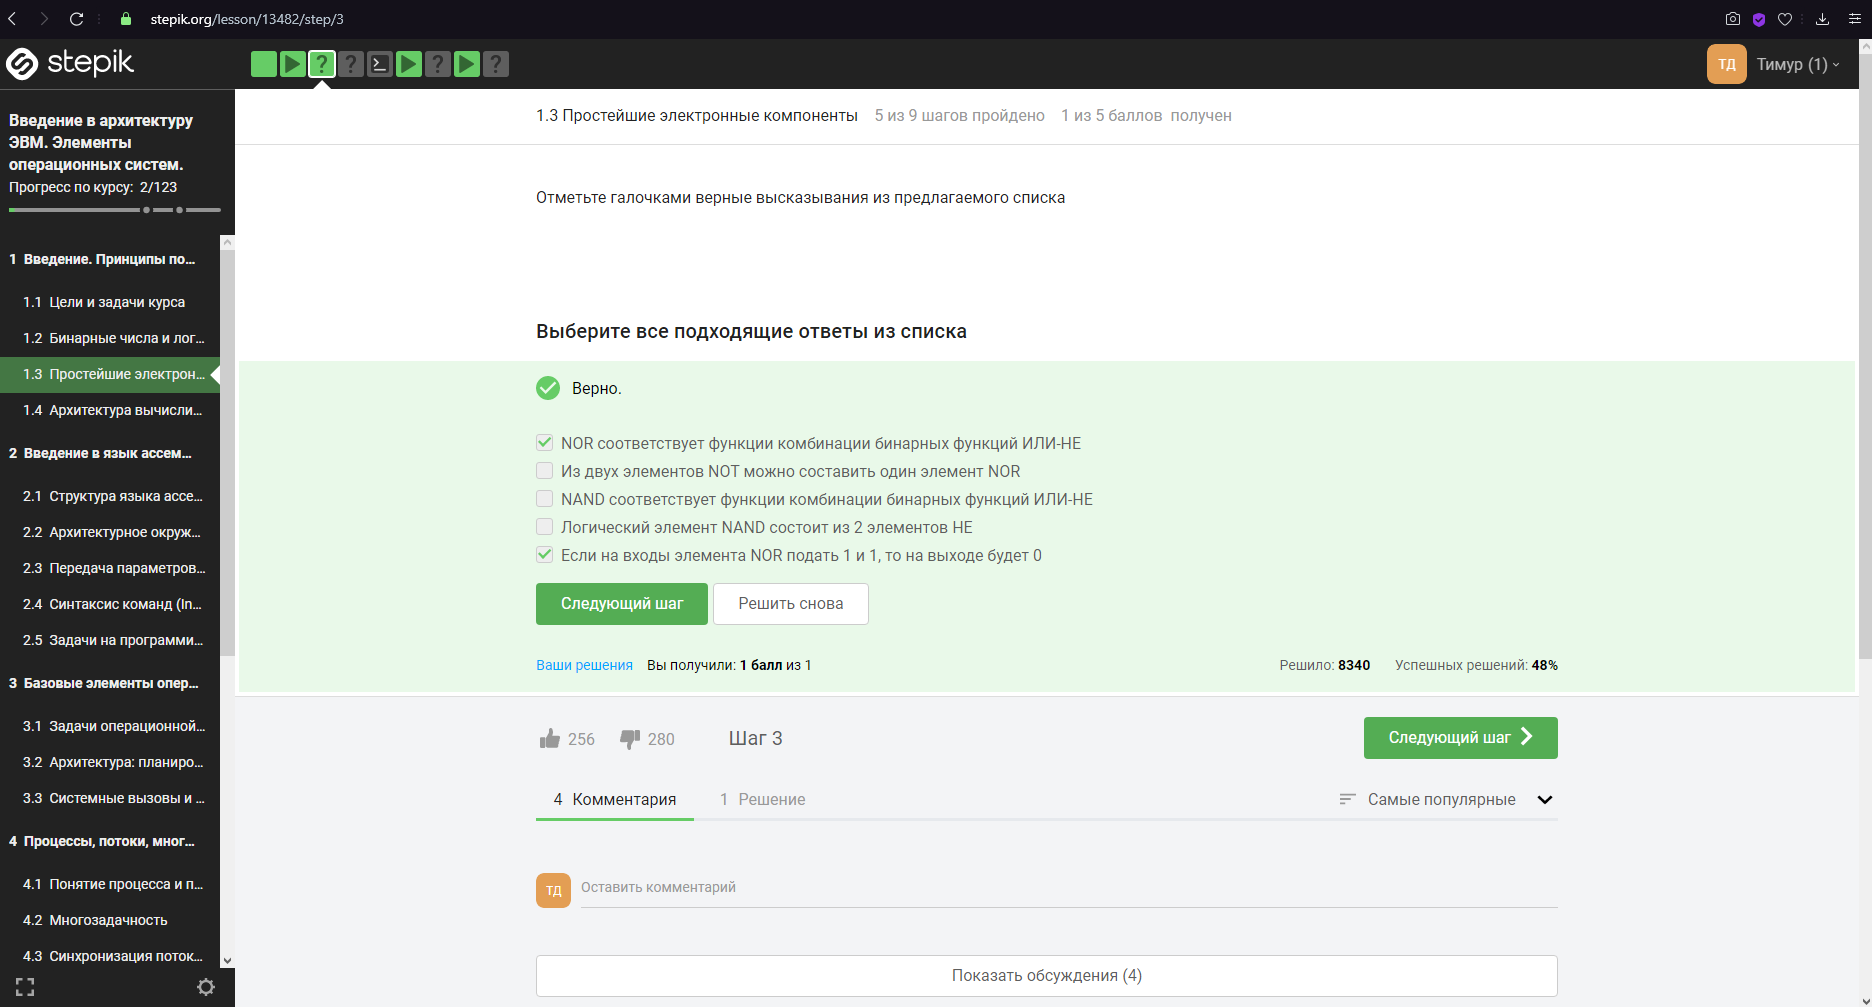 stepik.org/lesson/13482/step/3
stepik
ТД
Тимур (1)
Введение в архитектуру
ЭВМ. Элементы
операционных систем.
Прогресс по курсу: 2/123
1 Введение. Принципы по...
1.1 Цели и задачи курса
1.2 Бинарные числа и лог...
1.3 Простейшие электрон...
1.4 Архитектура вычисли...
2 Введение в язык ассем...
2.1 Структура языка ассе...
2.2 Архитектурное окруж...
2.3 Передача параметров...
2.4 Синтаксис команд (In...
2.5 Задачи на программи...
3 Базовые элементы опер...
3.1 Задачи операционной...
3.2 Архитектура: планиро...
3.3 Системные вызовы и ...
4 Процессы, потоки, мног...
4.1 Понятие процесса и п...
4.2 Многозадачность
4.3 Синхронизация поток...
1.3 Простейшие электронные компоненты 5 из 9 шагов пройдено 1 из 5 баллов получен
Отметьте галочками верные высказывания из предлагаемого списка
Выберите все подходящие ответы из списка
Верно.
NOR соответствует функции комбинации бинарных функций ИЛИ-НЕ
Из двух элементов NOT можно составить один элемент NOR
NAND соответствует функции комбинации бинарных функций ИЛИ-НЕ
Логический элемент NAND состоит из 2 элементов НЕ
Если на входы элемента NOR подать 1 и 1, то на выходе будет 0
Следующий шаг Решить снова
Ваши решения Вы получили: 1 балл из 1 Решило: 8340 Успешных решений: 48%
256 280 Шаг 3 Следующий шаг
4 Комментария 1 Решение Самые популярные
ТД Оставить комментарий
Показать обсуждения (4)